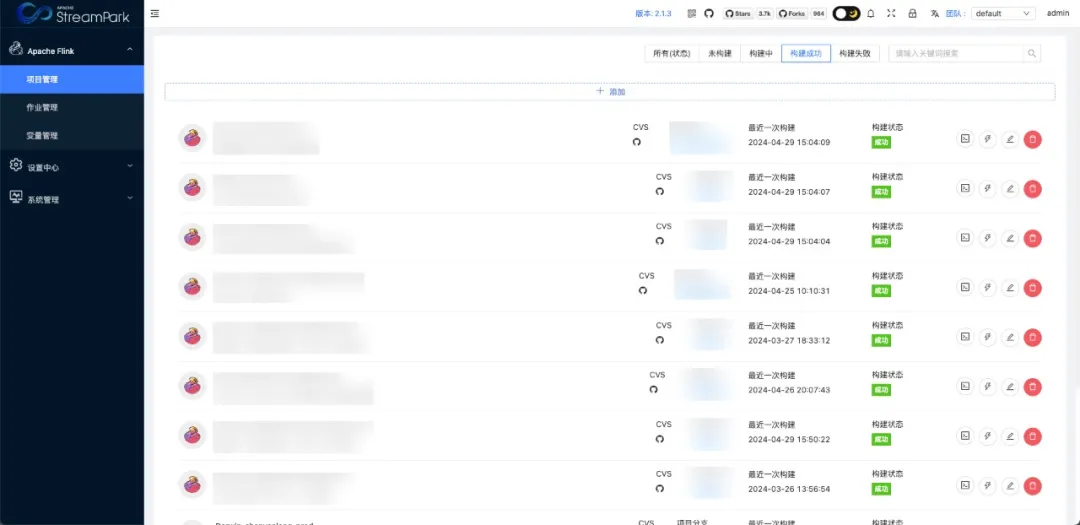 APACHE
StreamPark
版本: 2.1.3
Stars 3.7k
Forks 984
团队 :
default
admin
Apache Flink
项目管理
作业管理
变量管理
设置中心
系统管理
所有(状态) 未构建 构建中 构建成功 构建失败
请输入关键词搜索
+ 添加
CVS 最近一次构建 构建状态
2024-04-29 15:04:09 成功
CVS 最近一次构建 构建状态
2024-04-29 15:04:07 成功
CVS 最近一次构建 构建状态
2024-04-29 15:04:04 成功
CVS 最近一次构建 构建状态
2024-04-25 10:10:31 成功
CVS 最近一次构建 构建状态
2024-03-27 18:33:12 成功
CVS 最近一次构建 构建状态
2024-04-26 20:07:43 成功
CVS 最近一次构建 构建状态
2024-04-29 15:50:22 成功
CVS 最近一次构建 构建状态
2024-03-26 13:56:54 成功
CVS 项目分支 最近一次构建 构建状态